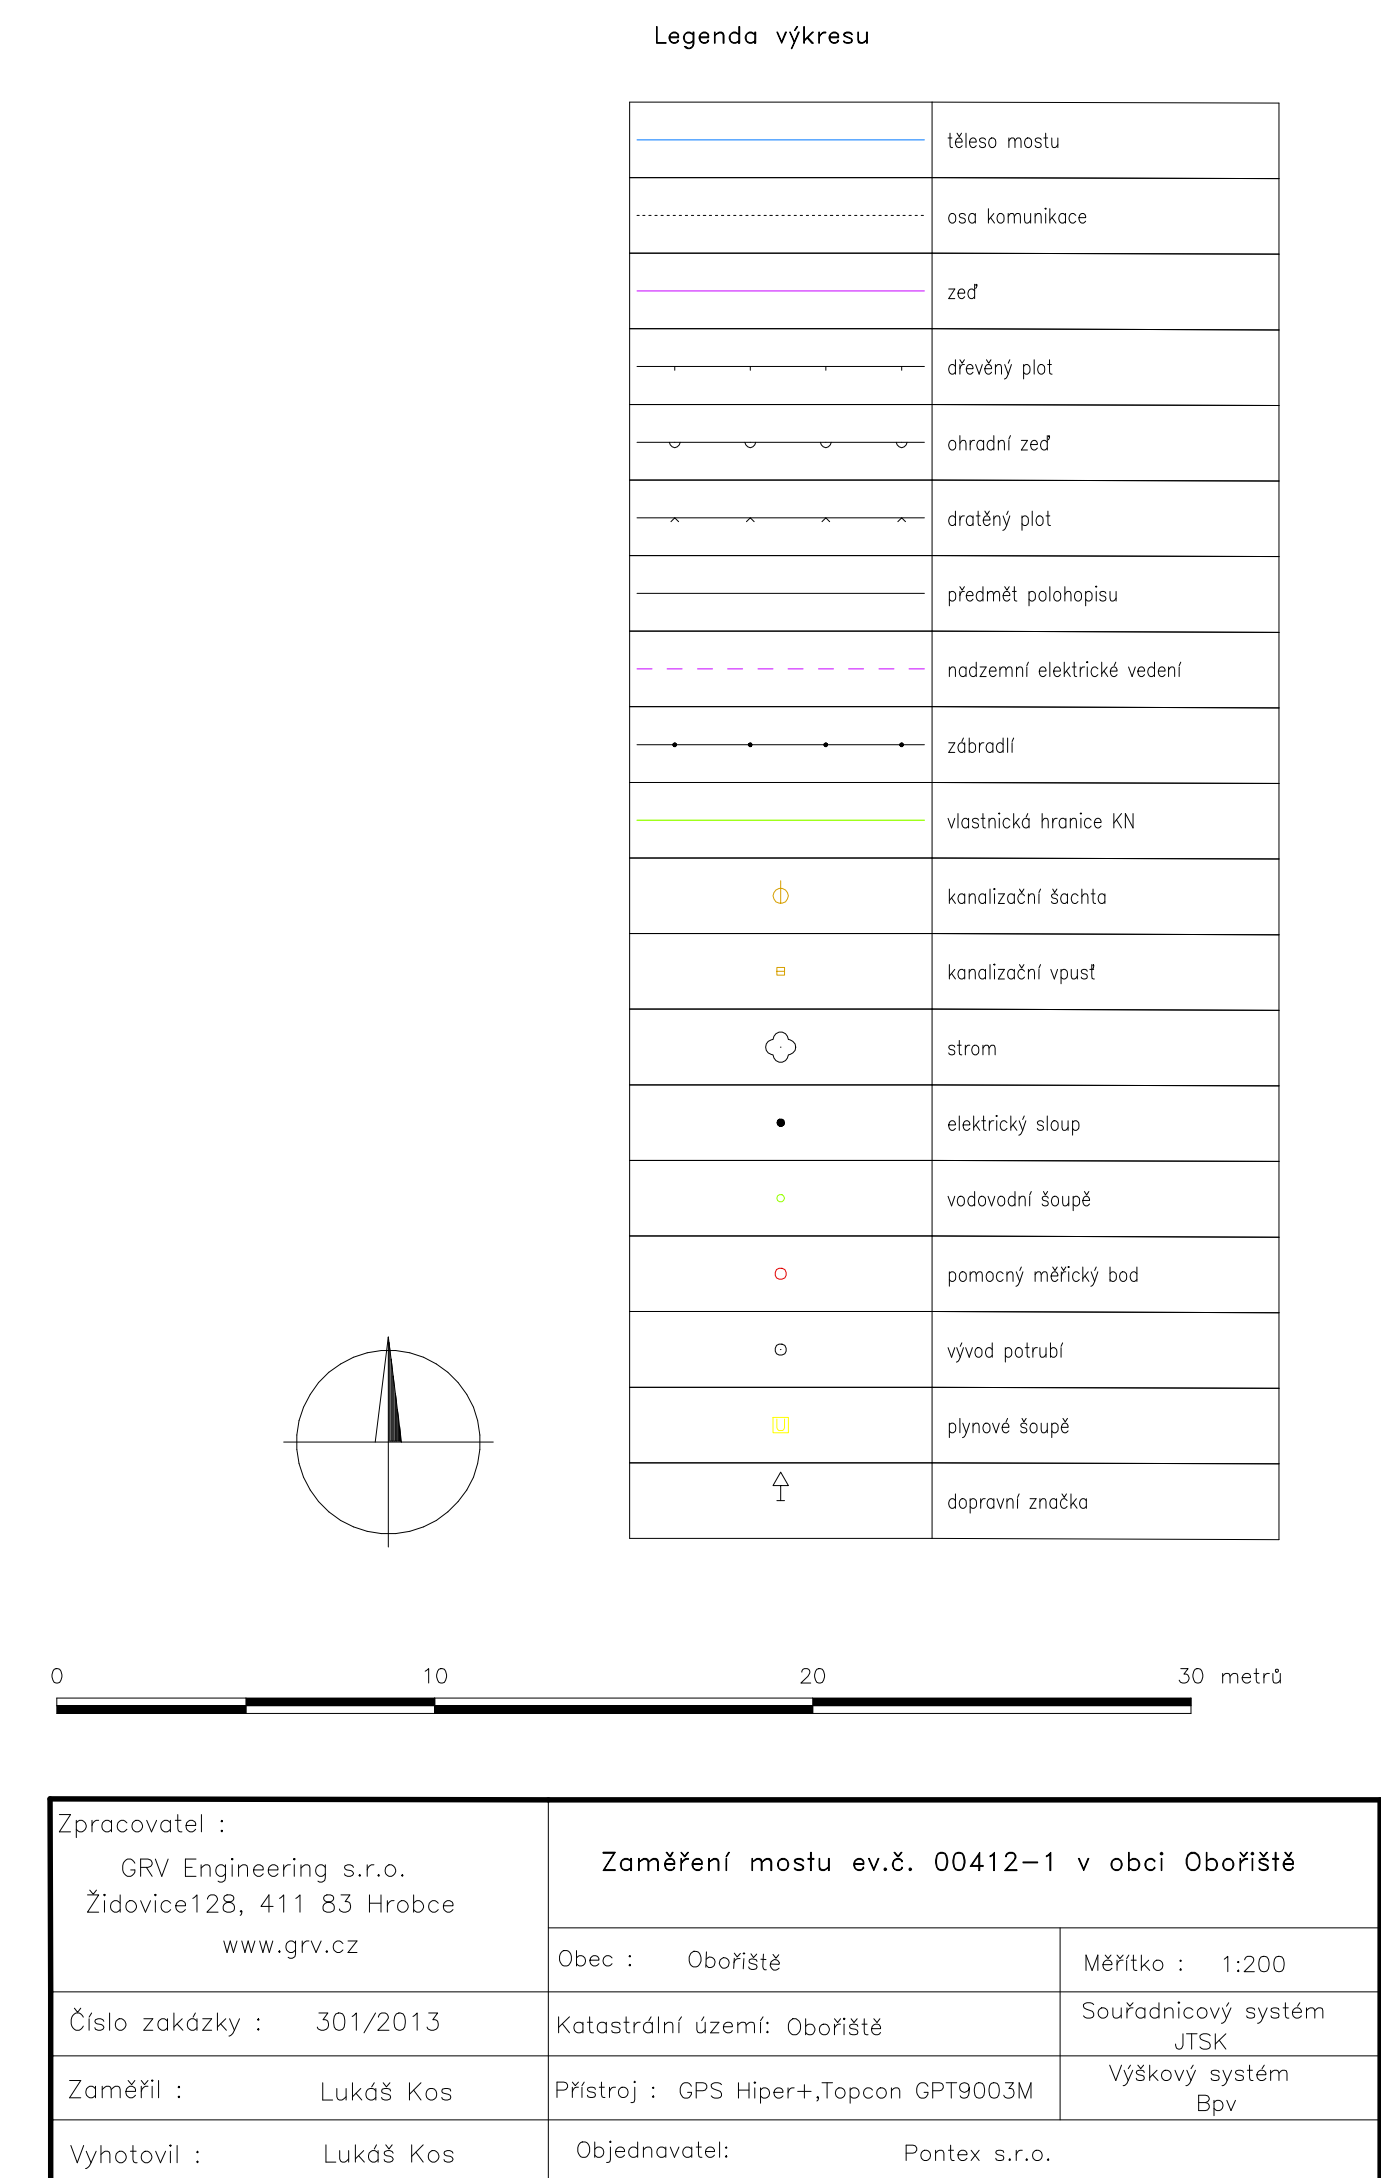 Legenda výkresu
těleso mostu
osa komunikace
zeď
dřevěný plot
ohradní zeď
dratěný plot
předmět polohopisu
nadzemní elektrické vedení
zábradlí
vlastnická hranice KN
kanalizační šachta
kanalizační vpusť
strom
elektrický sloup
vodovodní šoupě
pomocný měřický bod
vývod potrubí
plynové šoupě
dopravní značka
0 10 20 30 metrů
Zpracovatel :
GRV Engineering s.r.o.
Židovice128, 411 83 Hrobce
www.grv.cz
Zaměření mostu ev.č. 00412-1 v obci Obořiště
Obec : Obořiště
Měřítko : 1:200
Číslo zakázky : 301/2013
Katastrální území: Obořiště
Souřadnicový systém
JTSK
Zaměřil : Lukáš Kos
Přístroj : GPS Hiper+,Topcon GPT9003M
Výškový systém
Bpv
Vyhotovil : Lukáš Kos
Objednavatel: Pontex s.r.o.